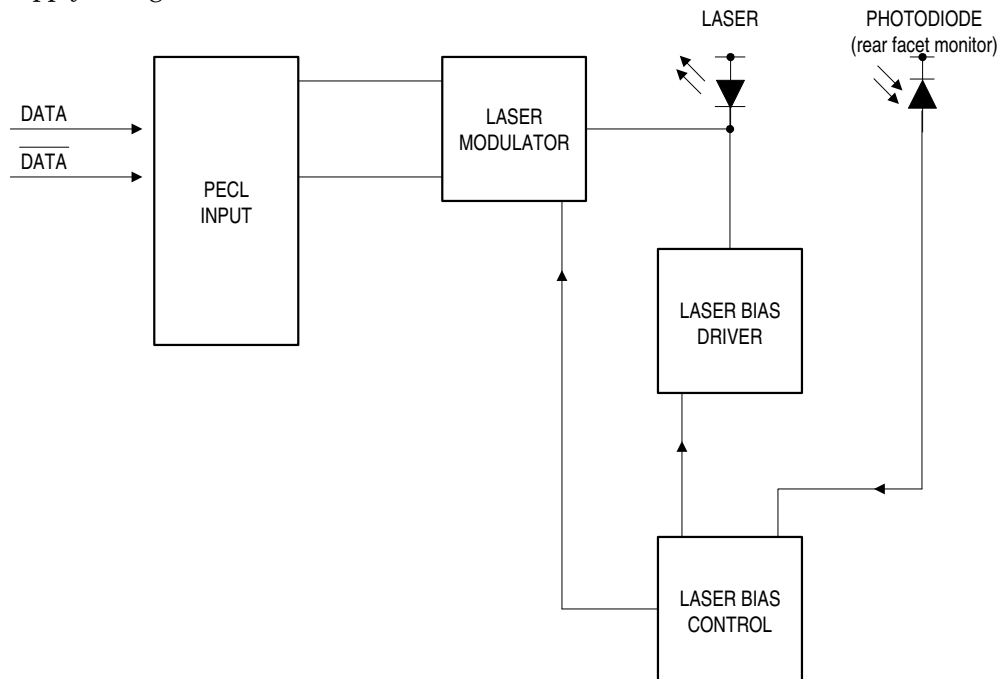 LASER
PHOTODIODE
(rear facet monitor)
DATA
DATA
PECL
INPUT
LASER
MODULATOR
LASER BIAS
DRIVER
LASER BIAS
CONTROL